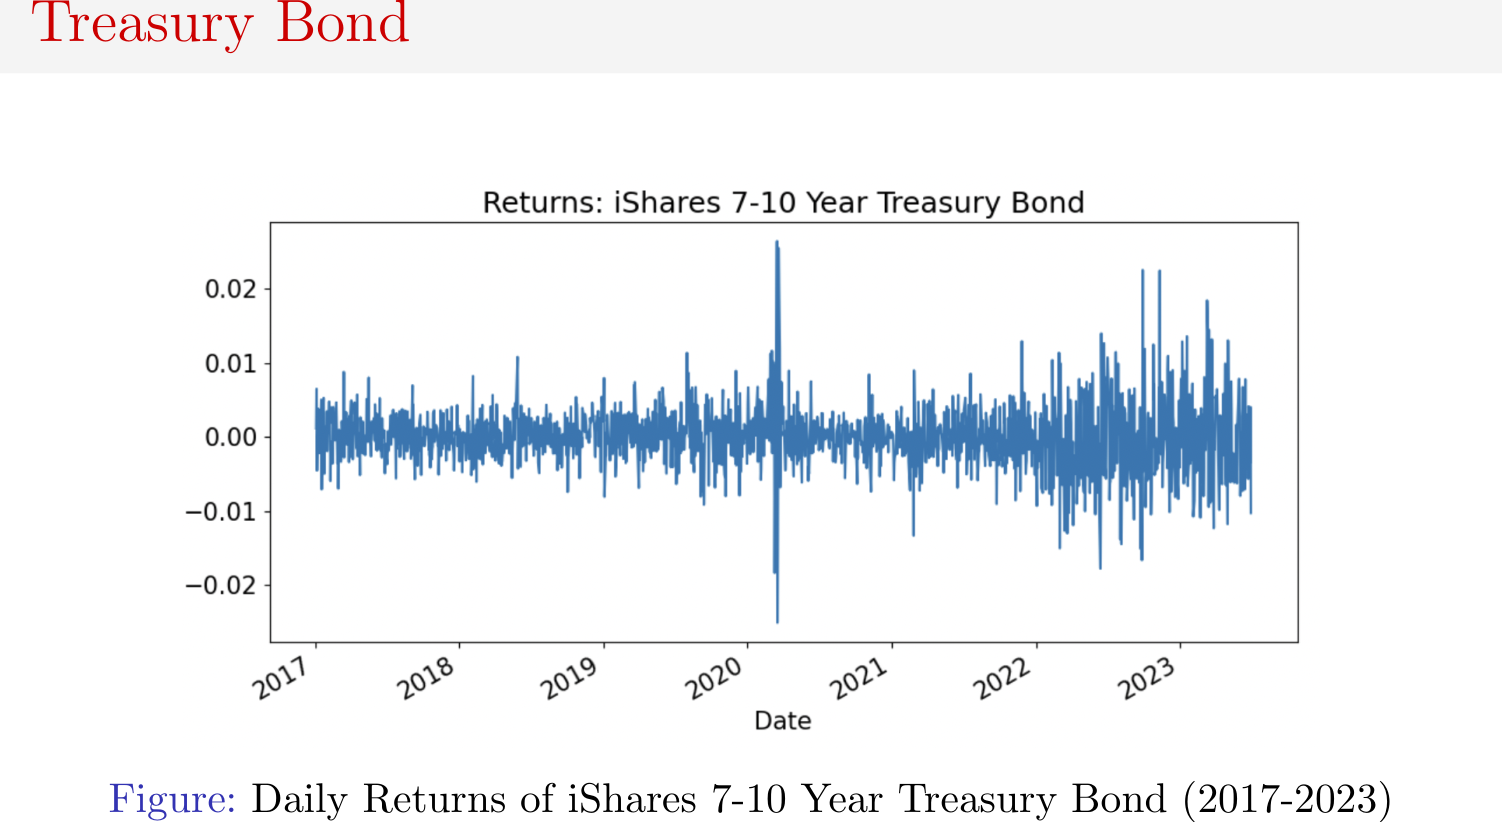 Treasury Bond
Returns: iShares 7-10 Year Treasury Bond
0.02
0.01
0.00
−0.01
−0.02
2017 2018 2019 2020 2021 2022 2023
Date
Figure: Daily Returns of iShares 7-10 Year Treasury Bond (2017-2023)